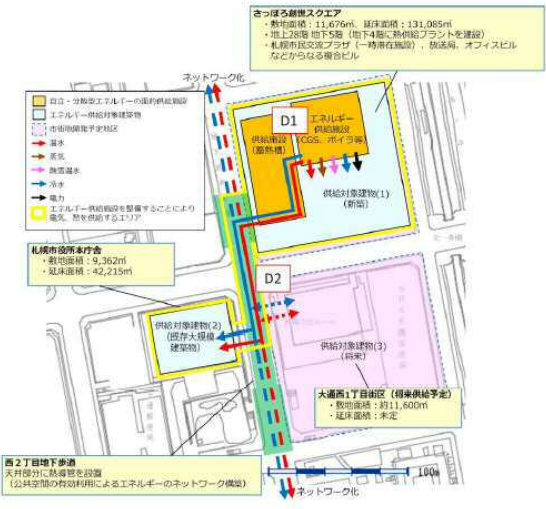 さっぽろ創世スクエア
・敷地面積：11,676㎡、延床面積：131,085㎡
・地上28階 地下5階（地下4階に熱供給プラントを建設）
・札幌市民交流プラザ（一時滞在施設）、放送局、オフィスビル
などからなる複合ビル
ネットワーク化
自立・分散型エネルギーの面的供給施設
エネルギー供給対象建築物
市街地開発予定地区
温水
蒸気
融雪温水
冷水
電力
エネルギー供給施設を整備することにより
電気、熱を供給するエリア
D1
供給施設
（蓄熱槽）
エネルギー
供給施設
（CGS、ボイラ等）
供給対象建物(1)
（新築）
北一条線
札幌市役所本庁舎
・敷地面積：9,362㎡
・延床面積：42,215㎡
D2
供給対象建物(2)
（既存大規模
建築物）
供給対象建物(3)
（将来）
大通西1丁目街区（将来供給予定）
・敷地面積：約11,600㎡
・延床面積：未定
西2丁目地下歩道
天井部分に熱導管を設置
（公共空間の有効利用によるエネルギーのネットワーク構築）
100m
ネットワーク化